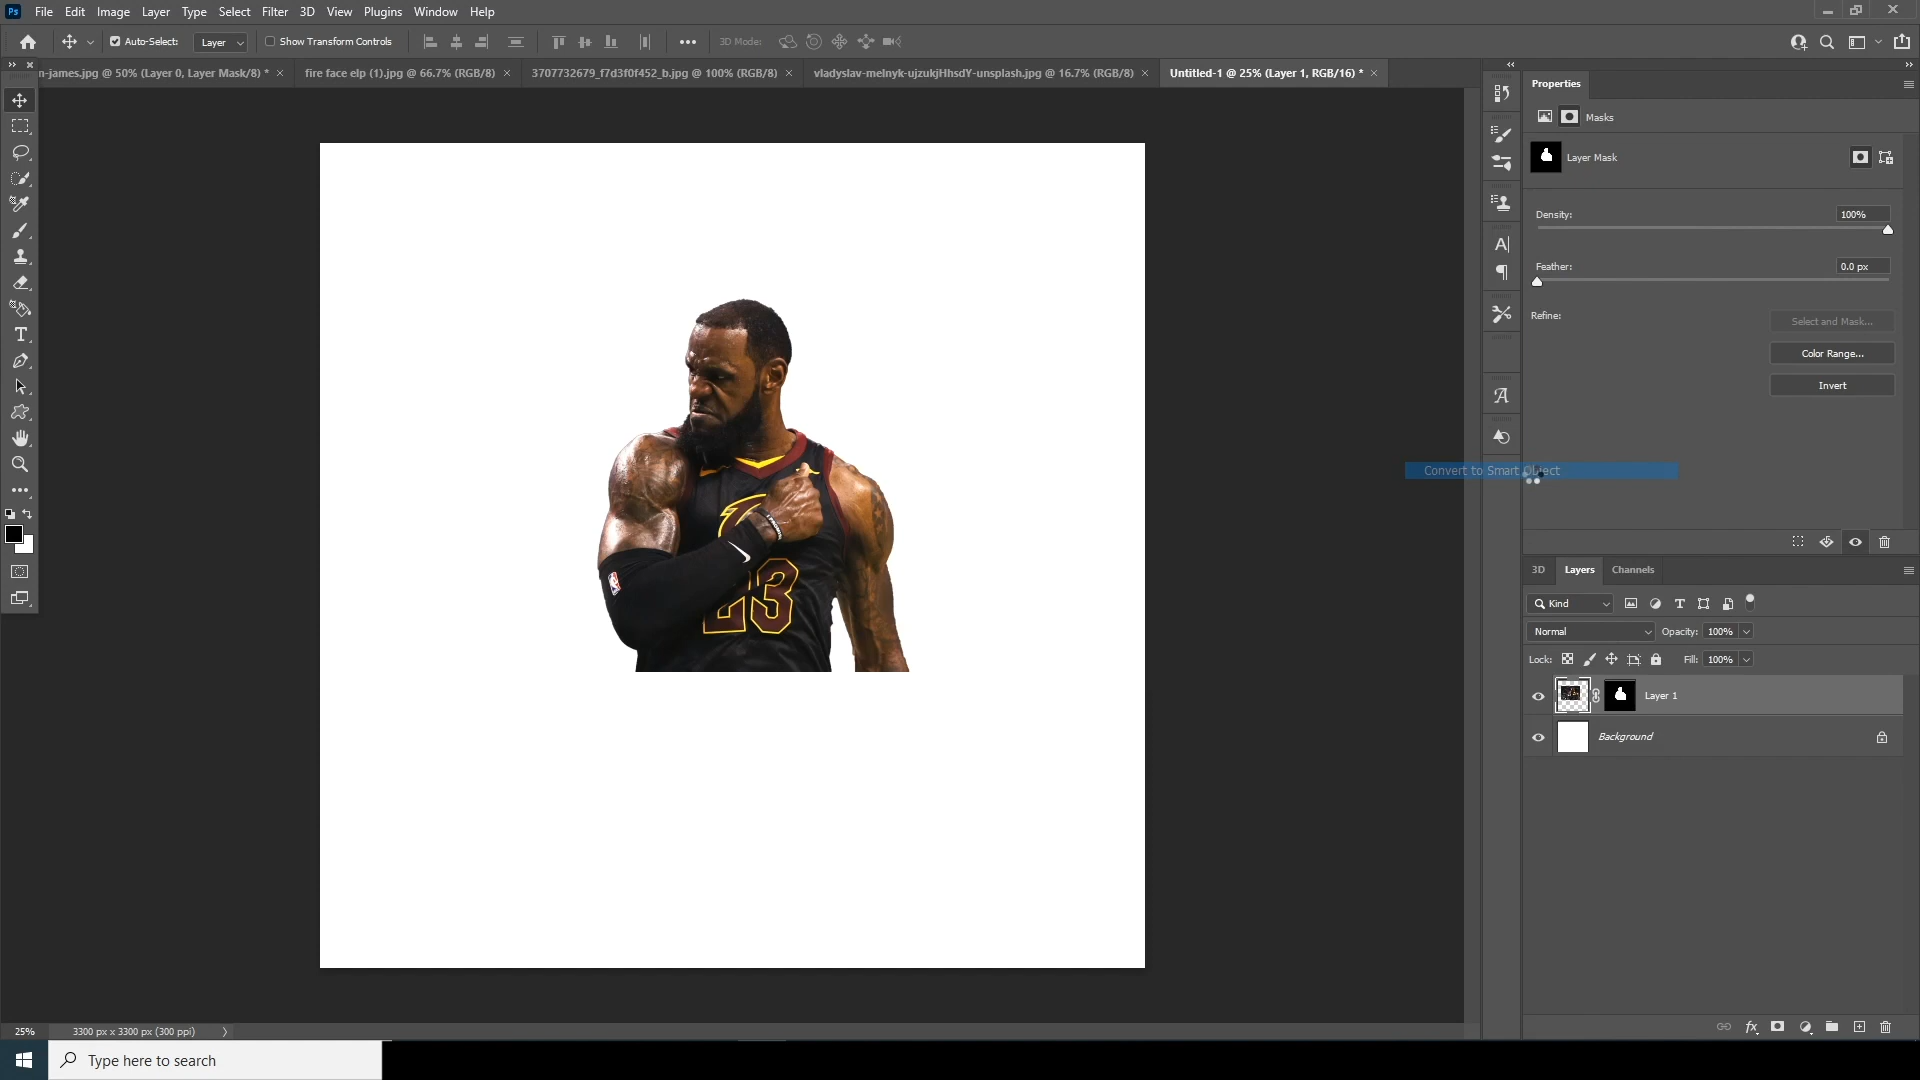 Ps File Edit Image Layer Type Select Filter 3D View Plugins Window Help
Auto-Select: Layer Show Transform Controls 3D Mode:
n-james.jpg @ 50% (Layer 0, Layer Mask/8) * fire face elp (1).jpg @ 66.7% (RGB/8) 3707732679_f7d3f0f452_b.jpg @ 100% (RGB/8) vladyslav-melnyk-ujzukjHhsdY-unsplash.jpg @ 16.7% (RGB/8) Untitled-1 @ 25% (Layer 1, RGB/16) *
Properties
Masks
Layer Mask
Density: 100%
Feather: 0.0 px
Refine:
Select and Mask...
Color Range...
Invert
Convert to Smart Object
23
3D Layers Channels
Kind
Normal Opacity: 100%
Lock: Fill: 100%
Layer 1
Background
25% 3300 px x 3300 px (300 ppi)
Type here to search